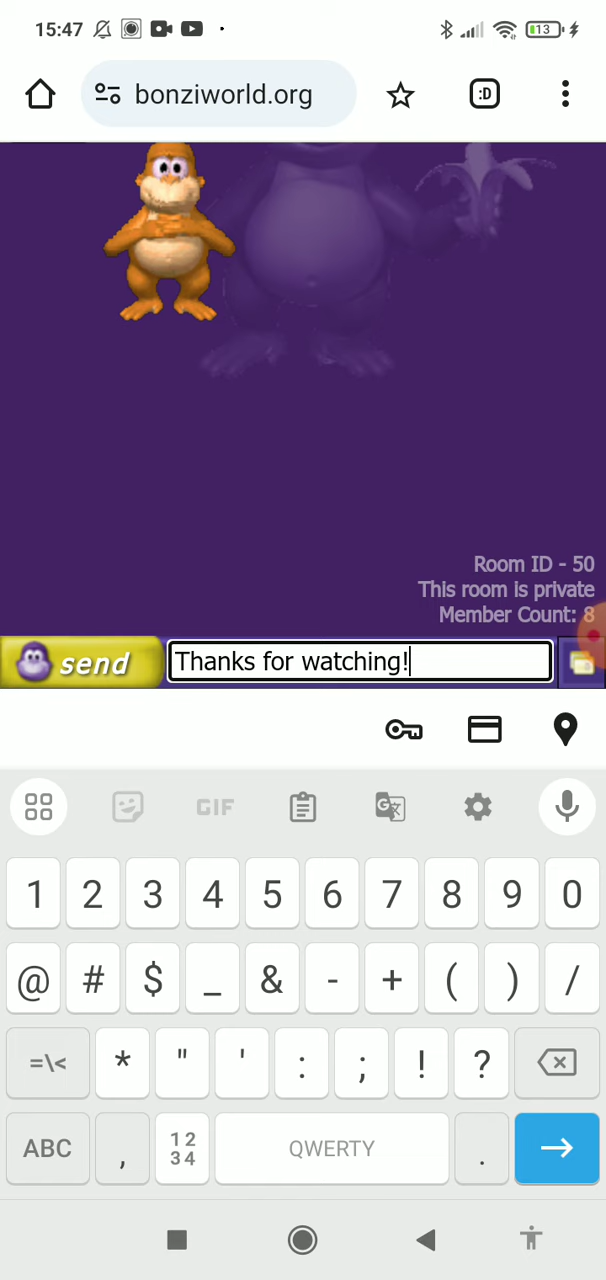 15:47
13
bonziworld.org
:D
Room ID - 50
This room is private
Member Count: 8
send
Thanks for watching!
GIF
1 2 3 4 5 6 7 8 9 0
@ # $ _ & - + ( ) /
=\< * " ' : ; ! ?
ABC , 12 34 QWERTY .